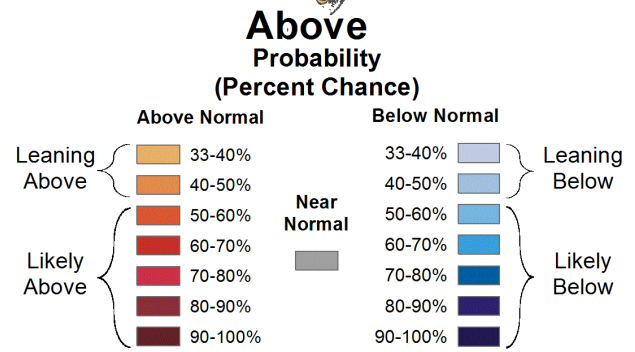 Above
Probability
(Percent Chance)
Above Normal
Below Normal
Leaning
Above
33-40%
40-50%
50-60%
60-70%
70-80%
80-90%
90-100%
Likely
Above
Near
Normal
33-40%
40-50%
50-60%
60-70%
70-80%
80-90%
90-100%
Leaning
Below
Likely
Below